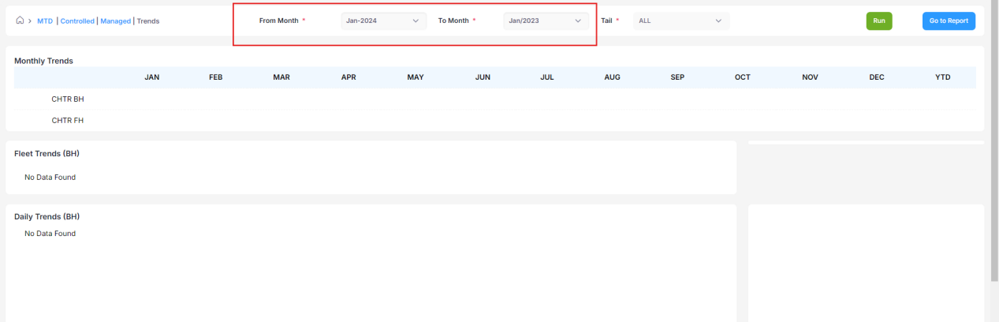 > MTD | Controlled | Managed | Trends From Month * Jan-2024 To Month * Jan/2023 Tail * ALL Run Go to Report
Monthly Trends
JAN FEB MAR APR MAY JUN JUL AUG SEP OCT NOV DEC YTD
CHTR BH
CHTR FH
Fleet Trends (BH)
No Data Found
Daily Trends (BH)
No Data Found